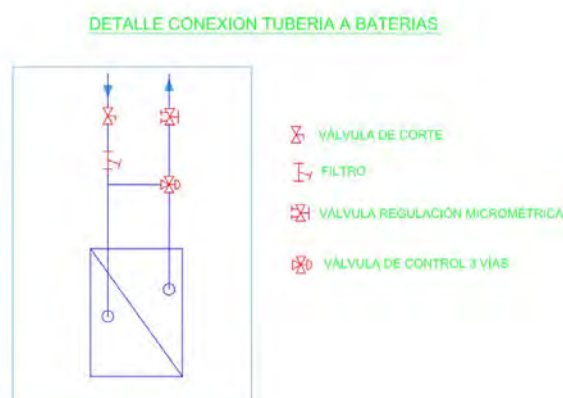 DETALLE CONEXION TUBERIA A BATERIAS
VÁLVULA DE CORTE
FILTRO
VÁLVULA REGULACIÓN MICROMÉTRICA
VÁLVULA DE CONTROL 3 VÍAS